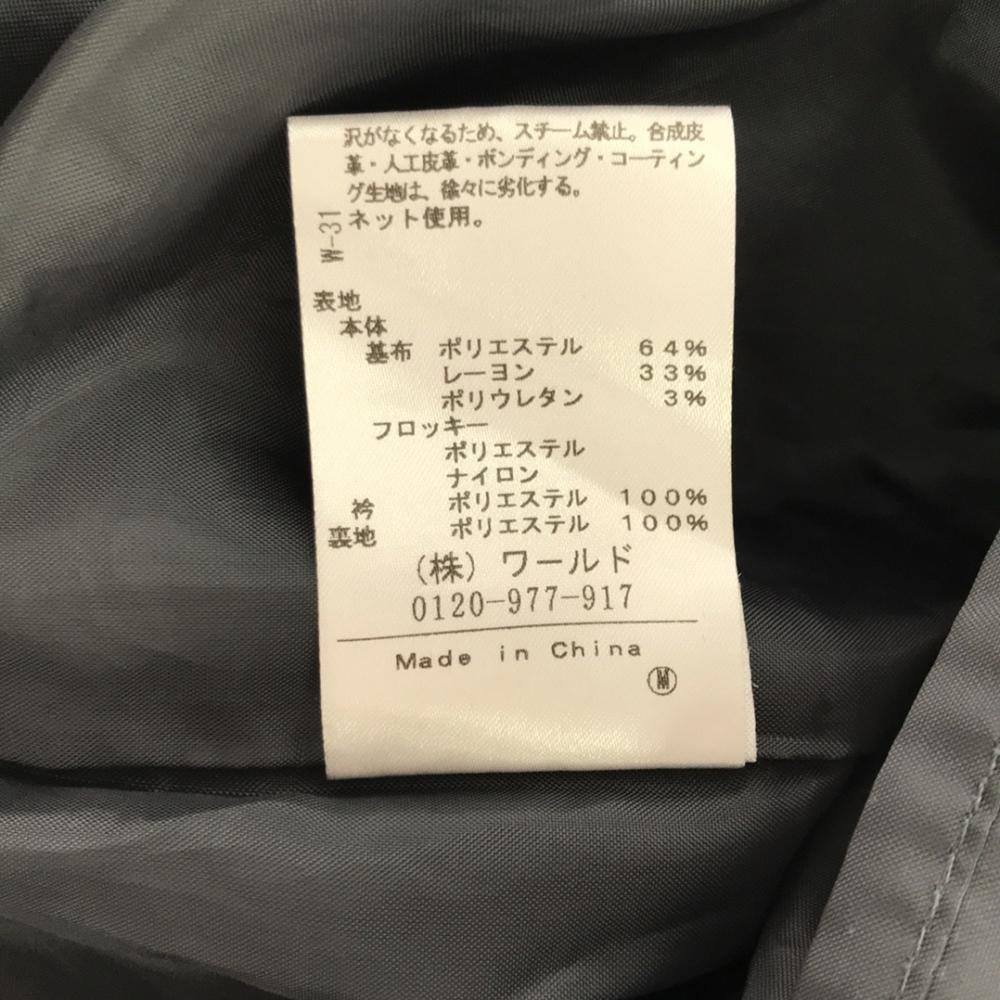 沢がなくなるため、スチーム禁止。合成皮
革・人工皮革・ボンディング・コーティン
グ生地は、徐々に劣化する。
ネット使用。
W-31
表地
本体
基布 ポリエステル 64%
レーヨン 33%
ポリウレタン 3%
フロッキー
ポリエステル
ナイロン
衿 ポリエステル 100%
裏地 ポリエステル 100%
(株)ワールド
0120-977-917
Made in China
M